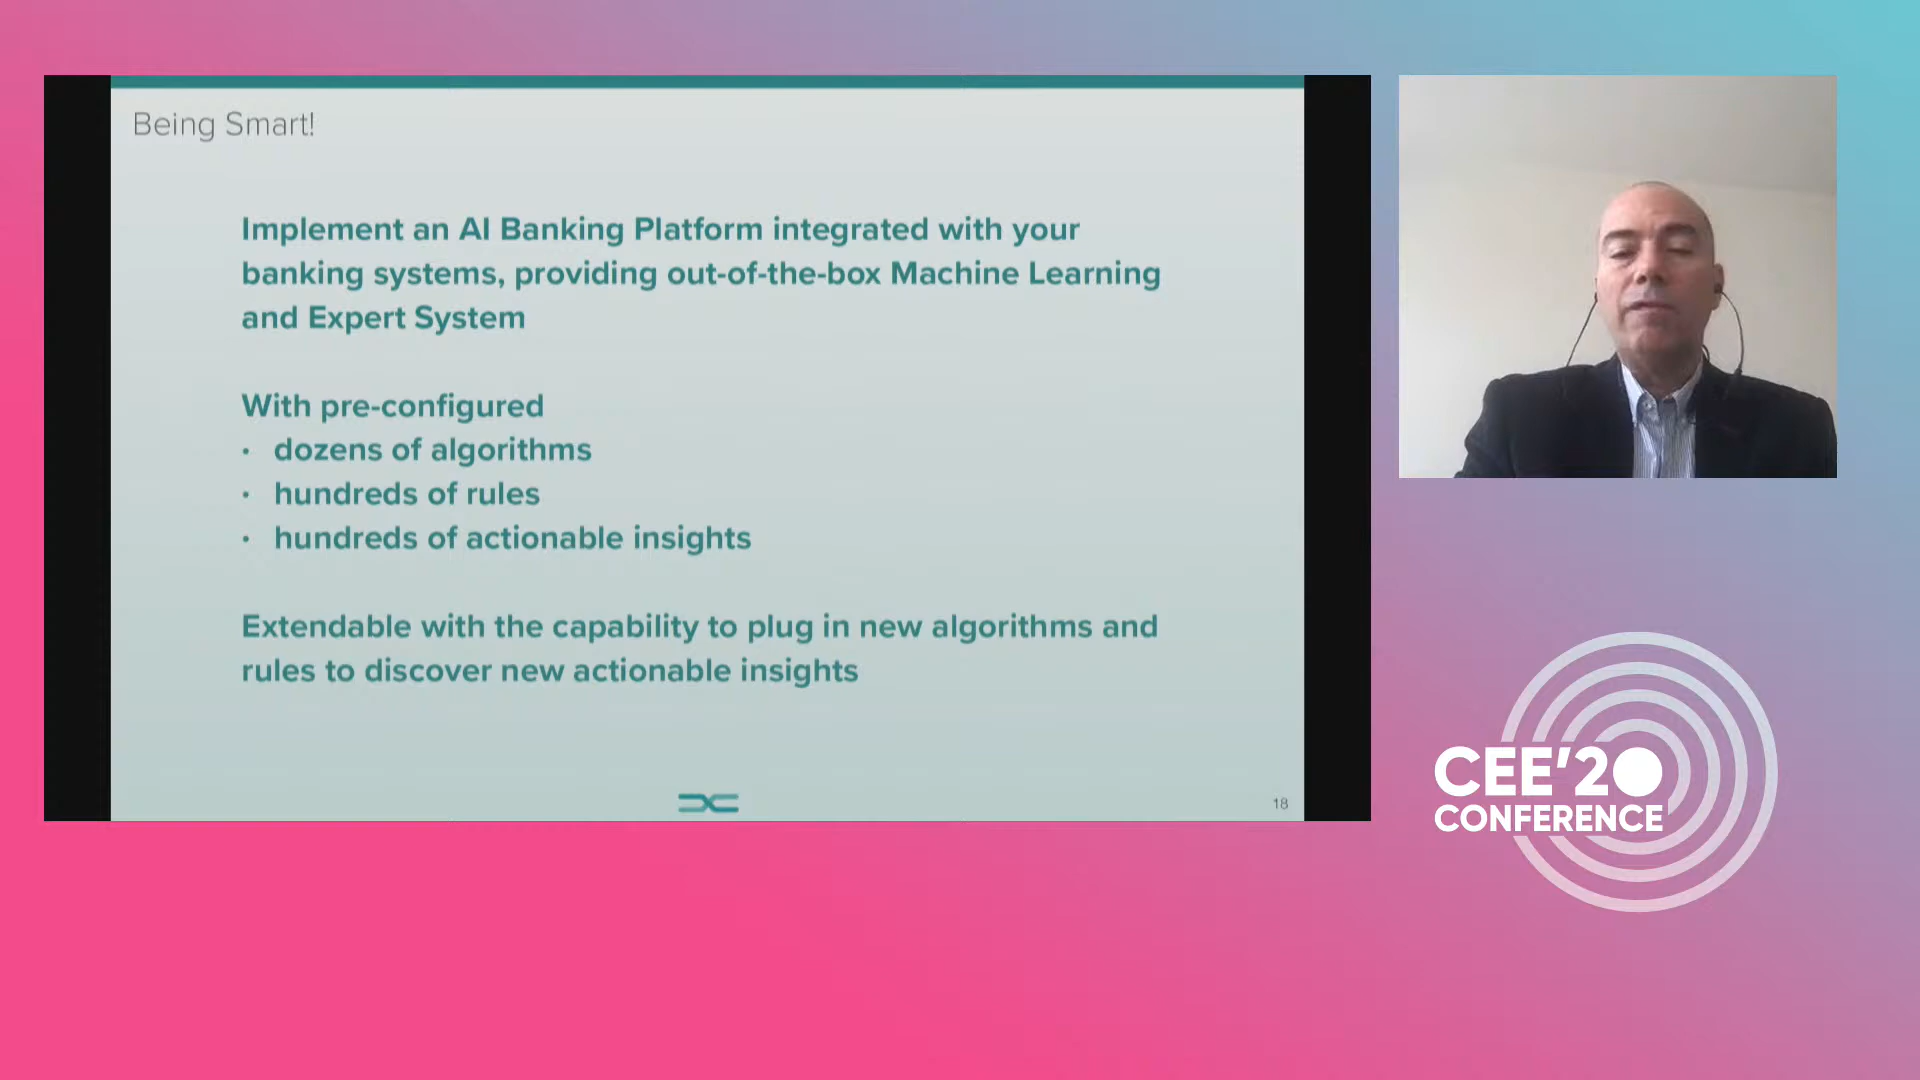 Being Smart!
Implement an AI Banking Platform integrated with your
banking systems, providing out-of-the-box Machine Learning
and Expert System
With pre-configured
• dozens of algorithms
• hundreds of rules
• hundreds of actionable insights
Extendable with the capability to plug in new algorithms and
rules to discover new actionable insights
18
CEE'20
CONFERENCE